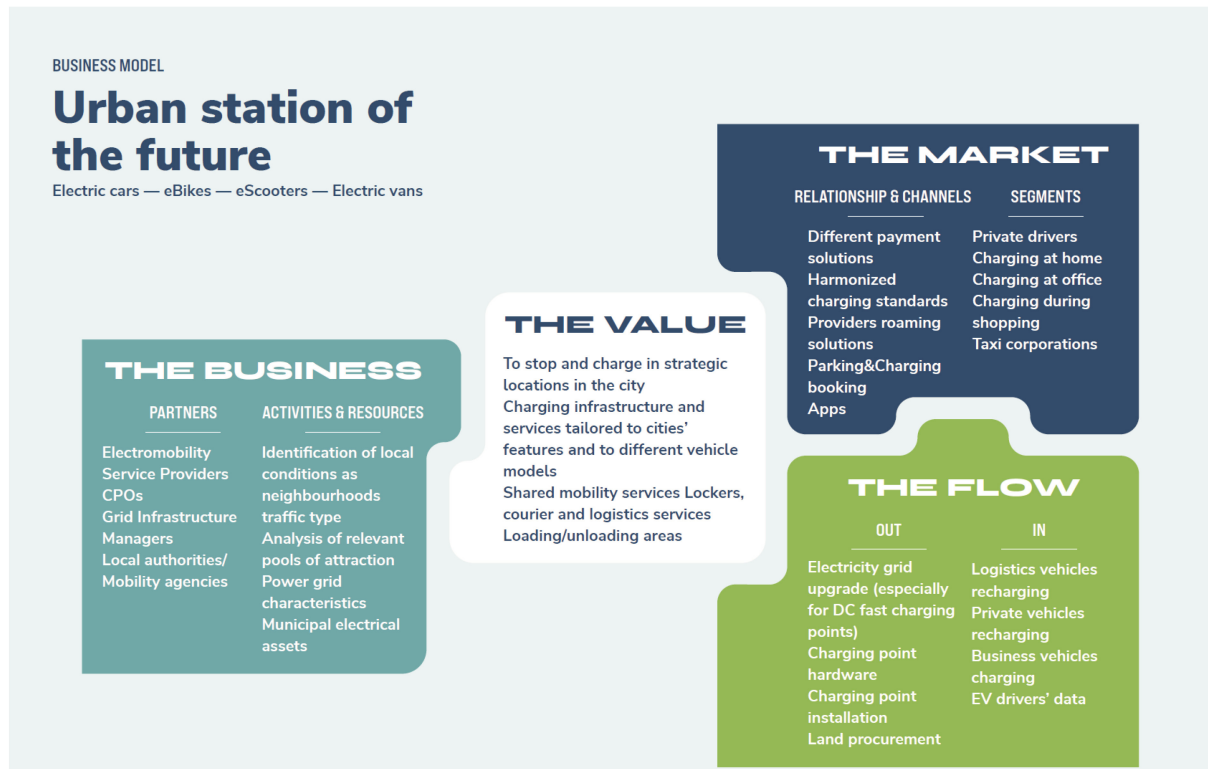 BUSINESS MODEL
Urban station of
the future
Electric cars — eBikes — eScooters — Electric vans
THE BUSINESS
PARTNERS
Electromobility
Service Providers
CPOs
Grid Infrastructure
Managers
Local authorities/
Mobility agencies
ACTIVITIES & RESOURCES
Identification of local
conditions as
neighbourhoods
traffic type
Analysis of relevant
pools of attraction
Power grid
characteristics
Municipal electrical
assets
THE VALUE
To stop and charge in strategic
locations in the city
Charging infrastructure and
services tailored to cities’
features and to different vehicle
models
Shared mobility services Lockers,
courier and logistics services
Loading/unloading areas
THE MARKET
RELATIONSHIP & CHANNELS
Different payment
solutions
Harmonized
charging standards
Providers roaming
solutions
Parking&Charging
booking
Apps
SEGMENTS
Private drivers
Charging at home
Charging at office
Charging during
shopping
Taxi corporations
THE FLOW
OUT
Electricity grid
upgrade (especially
for DC fast charging
points)
Charging point
hardware
Charging point
installation
Land procurement
IN
Logistics vehicles
recharging
Private vehicles
recharging
Business vehicles
charging
EV drivers’ data